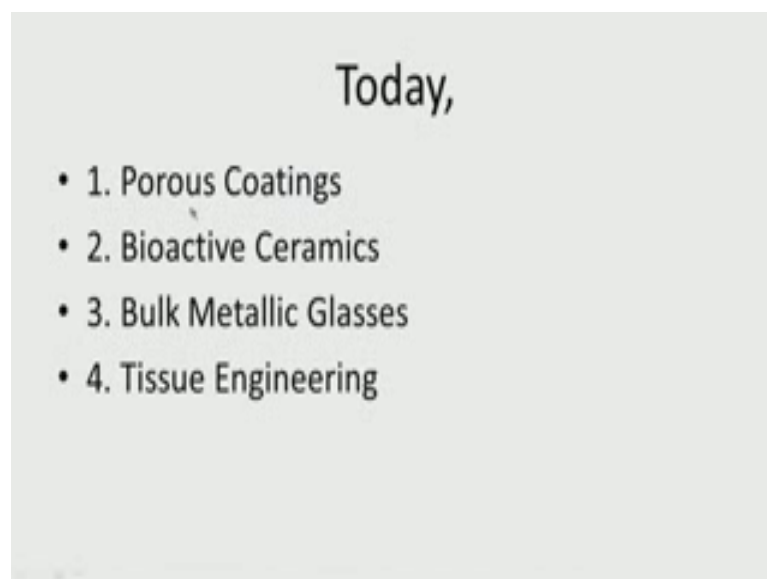 Today,
• 1. Porous Coatings
• 2. Bioactive Ceramics
• 3. Bulk Metallic Glasses
• 4. Tissue Engineering